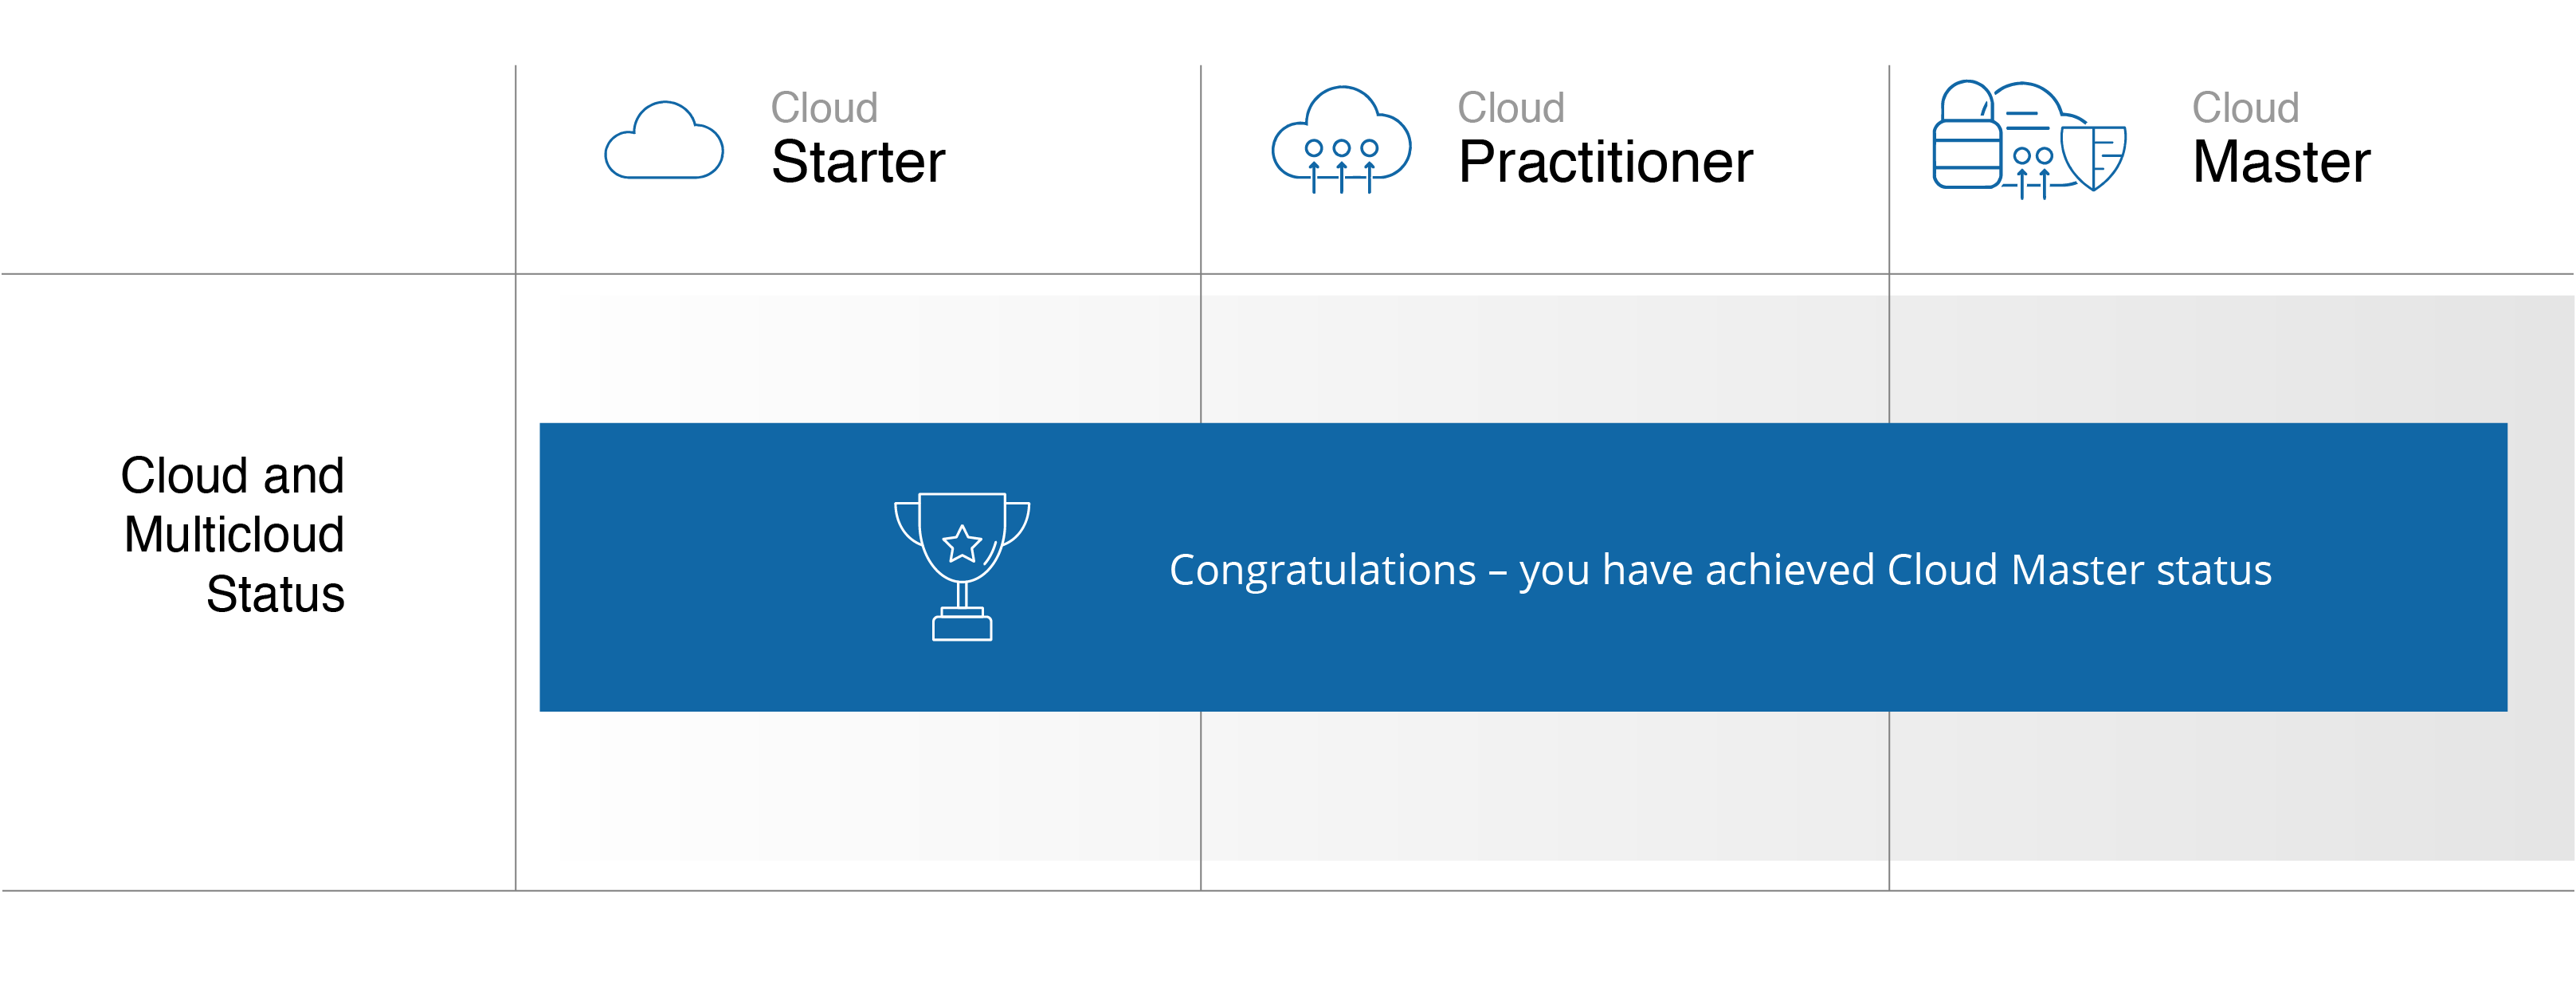 Cloud
Starter
Cloud
Practitioner
Cloud
Master
Cloud and
Multicloud
Status
Congratulations – you have achieved Cloud Master status